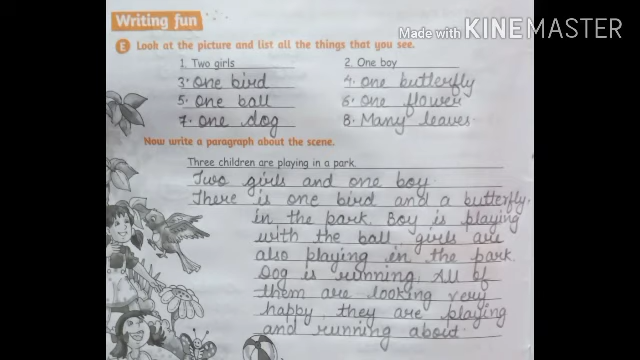 Writing fun
Made with KINEMASTER
E Look at the picture and list all the things that you see.
1. Two girls 2. One boy
3. one bird 4. one butterfly
5. one ball 6. one flower
7. one dog 8. Many leaves.
Now write a paragraph about the scene.
Three children are playing in a park.
Two girls and one boy.
There is one bird and a butterfly.
in the park. Boy is playing
with the ball girls are
also playing in the park.
Dog is running. All of
them are looking very
happy. They are playing
and running about.